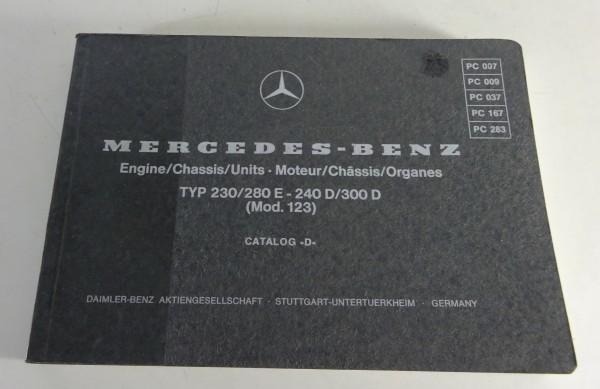 PC 007
PC 009
PC 037
PC 167
PC 283
MERCEDES-BENZ
Engine/Chassis/Units · Moteur/Châssis/Organes
TYP 230/280 E - 240 D/300 D
(Mod. 123)
CATALOG -D-
DAIMLER-BENZ AKTIENGESELLSCHAFT · STUTTGART-UNTERTUERKHEIM · GERMANY